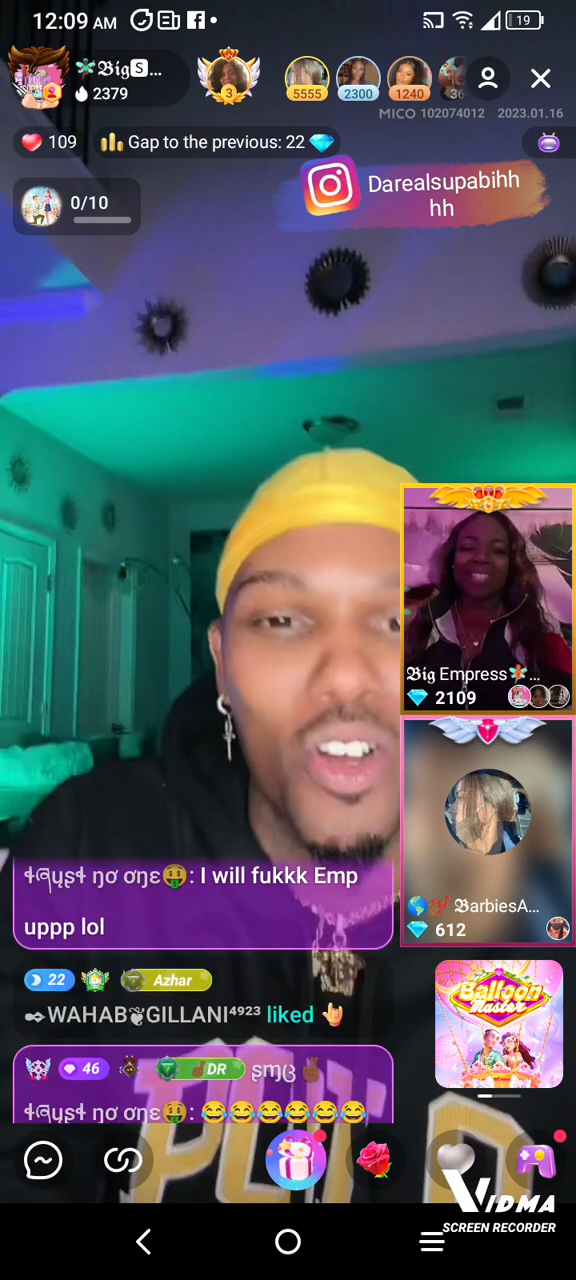 12:09 AM
19
𝕭𝖎𝖌🆂...
2379
3
5555
2300
1240
36
MICO 102074012 2023.01.16
109
Gap to the previous: 22
0/10
Darealsupabihh
hh
𝕭𝖎𝖌 Empress...
2109
𝕭arbiesA...
612
I will fukkk Emp
uppp lol
22 Azhar
WAHAB❦GILLANI⁴⁹²³ liked 🤘
46 DR
😂😂😂😂😂😂
Balloon
Master
VIDMA
SCREEN RECORDER